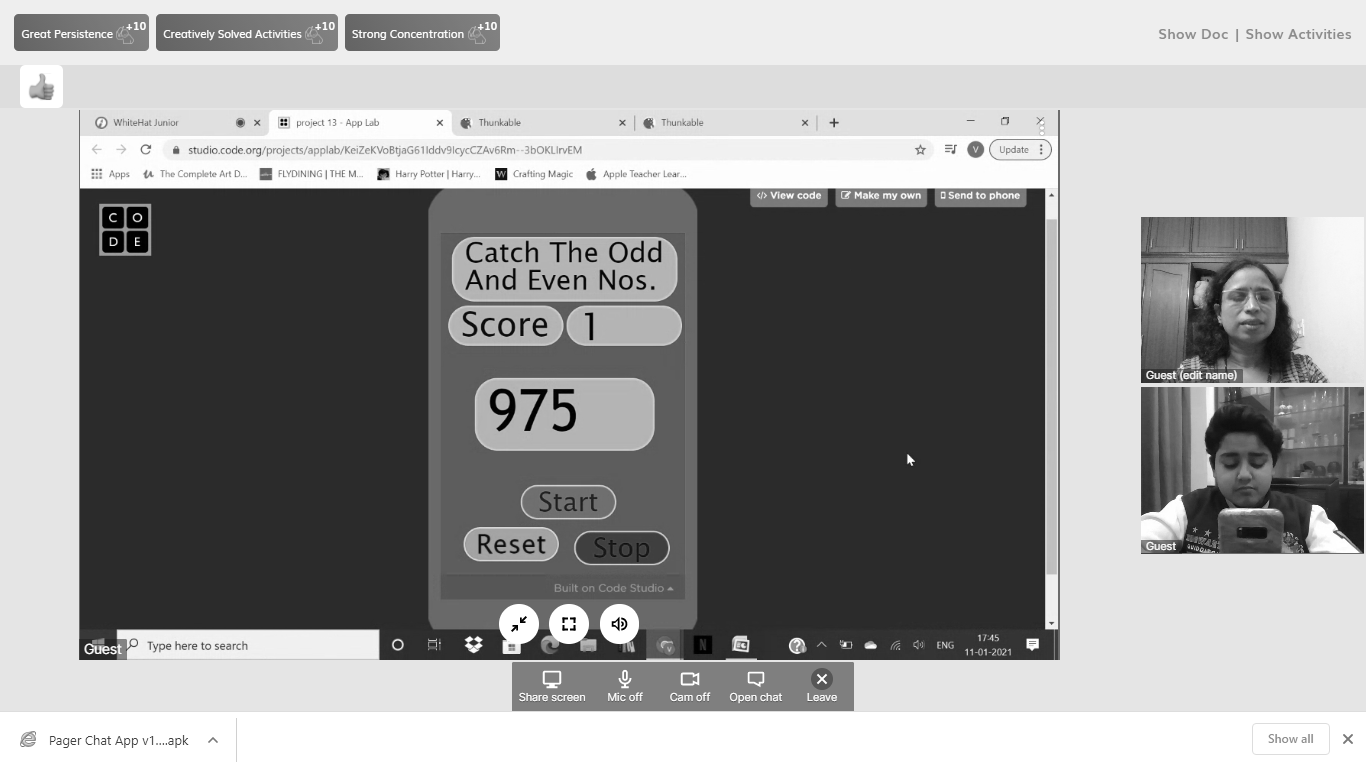 Great Persistence +10
Creatively Solved Activities +10
Strong Concentration +10
Show Doc | Show Activities
WhiteHat Junior
project 13 - App Lab
Thunkable
Thunkable
studio.code.org/projects/applab/KeiZeKVoBtjaG61lddv9IcycCZAv6Rm--3bOKLIrvEM
V
Update
Apps
The Complete Art D...
FLYDINING | THE M...
Harry Potter | Harry...
W
Crafting Magic
Apple Teacher Lear...
View code
Make my own
Send to phone
C O
D E
Catch The Odd
And Even Nos.
Score
1
975
Start
Reset
Stop
Built on Code Studio
Guest (edit name)
Guest
Guest
Type here to search
N
ENG
17:45
11-01-2021
Share screen
Mic off
Cam off
Open chat
Leave
Pager Chat App v1....apk
Show all